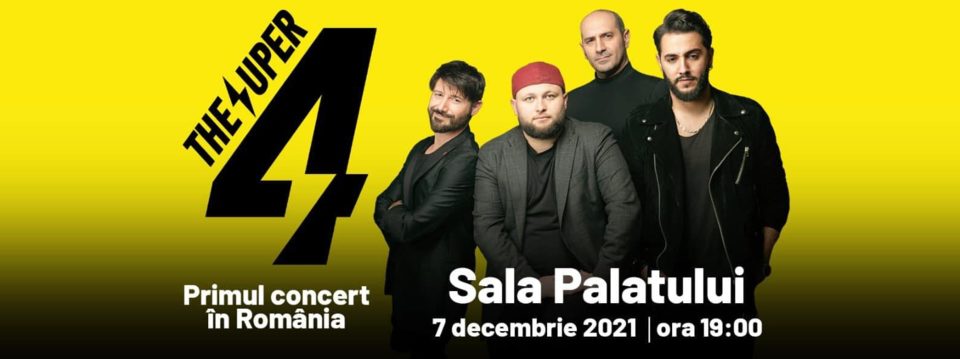 THE SUPER
4
Primul concert
în România
Sala Palatului
7 decembrie 2021 | ora 19:00